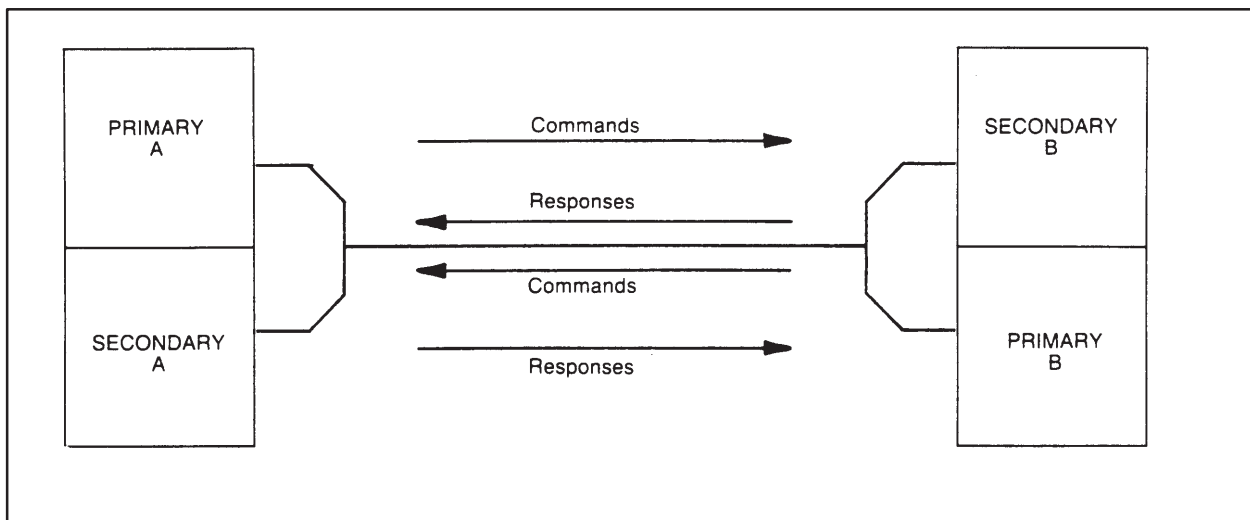 PRIMARY
A
Commands
SECONDARY
B
Responses
Commands
SECONDARY
A
Responses
PRIMARY
B